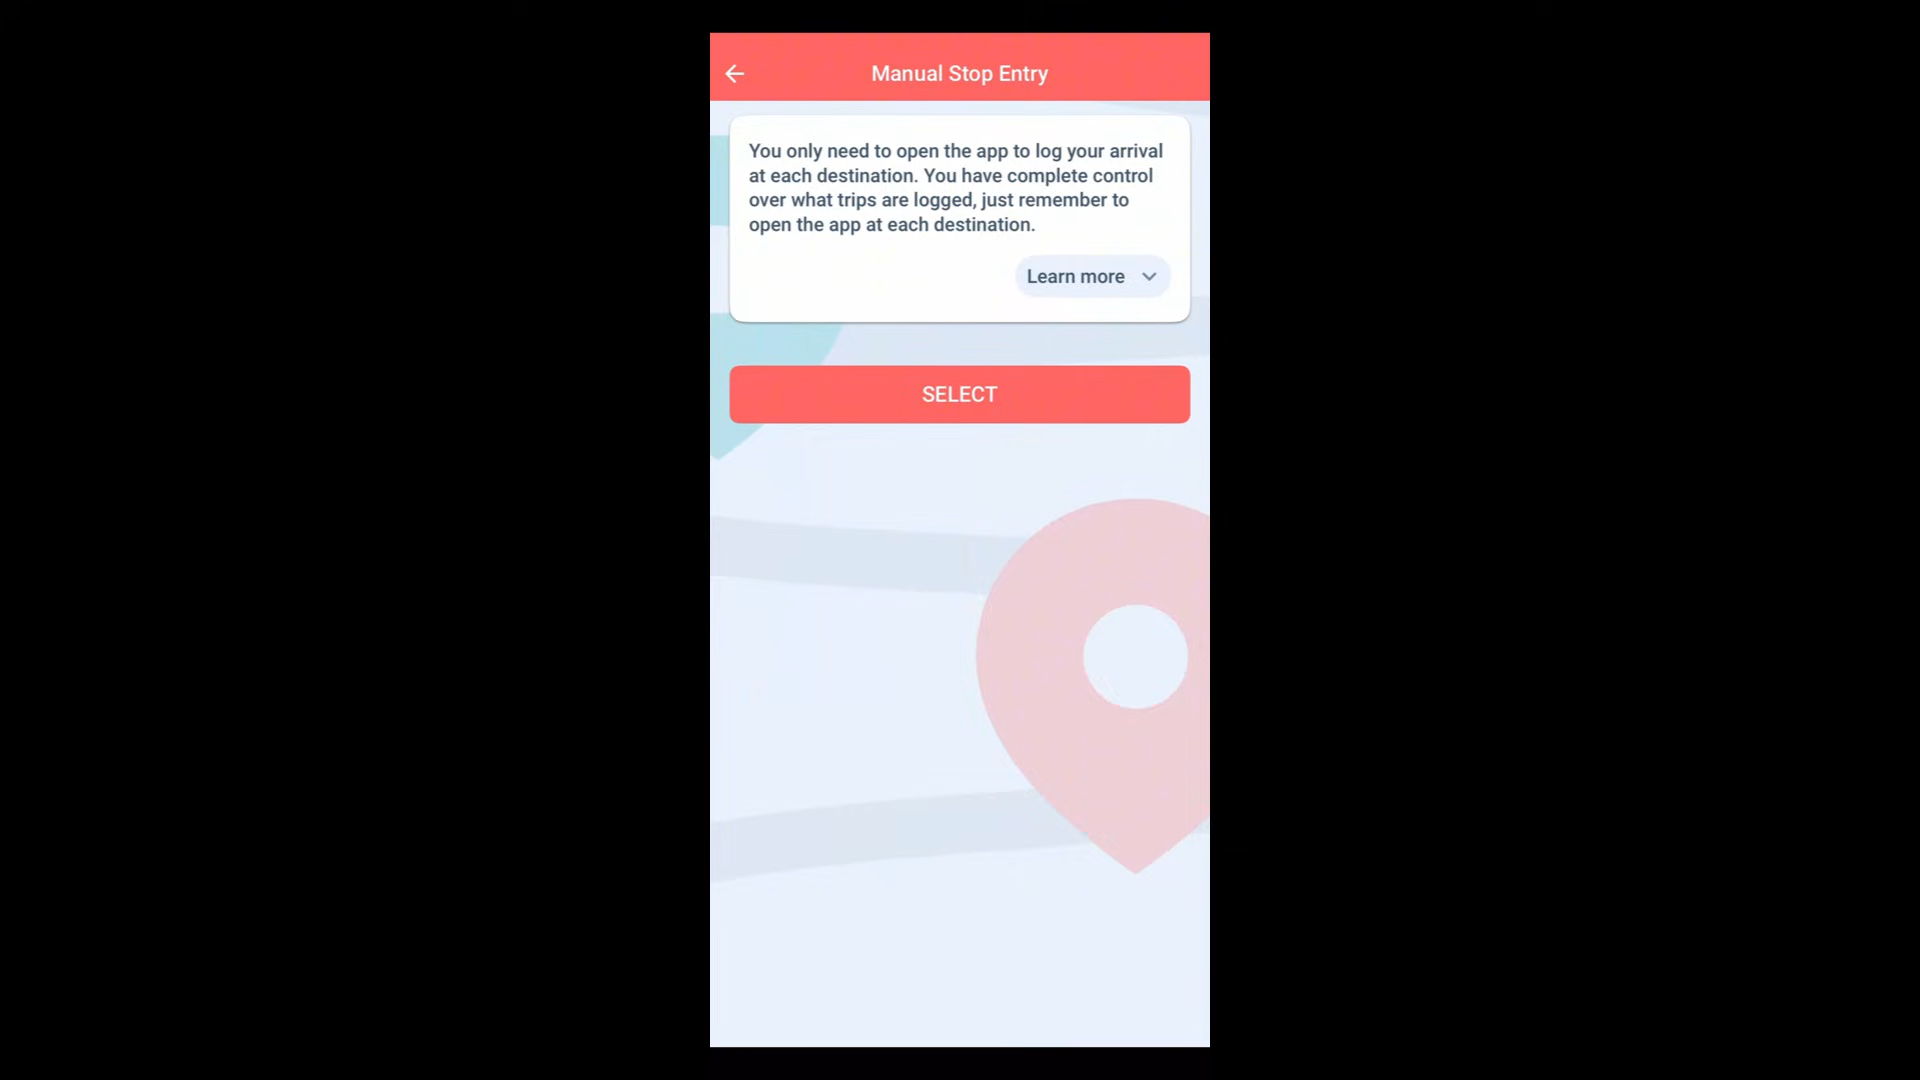 Manual Stop Entry
You only need to open the app to log your arrival
at each destination. You have complete control
over what trips are logged, just remember to
open the app at each destination.
Learn more
SELECT